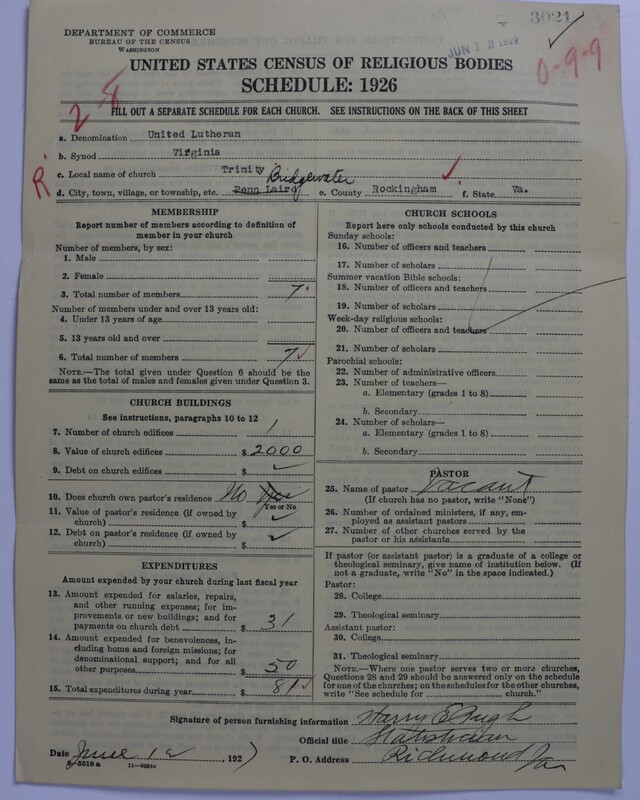 3021
DEPARTMENT OF COMMERCE
BUREAU OF THE CENSUS
WASHINGTON
JUN 13 1928
0-9-9
UNITED STATES CENSUS OF RELIGIOUS BODIES
SCHEDULE: 1926
28
FILL OUT A SEPARATE SCHEDULE FOR EACH CHURCH. SEE INSTRUCTIONS ON THE BACK OF THIS SHEET
a. Denomination United Lutheran
b. Synod Virginia
c. Local name of church Trinity
R
d. City, town, village, or township, etc. Penn Laird Bridgewater e. County Rockingham f. State Va.
MEMBERSHIP
Report number of members according to definition of
member in your church
Number of members, by sex:
1. Male
2. Female
3. Total number of members 7
Number of members under and over 13 years old:
4. Under 13 years of age
5. 13 years old and over
6. Total number of members 7
NOTE.—The total given under Question 6 should be the
same as the total of males and females given under Question 3.
CHURCH BUILDINGS
See instructions, paragraphs 10 to 12
7. Number of church edifices 1
8. Value of church edifices $ 2000
9. Debt on church edifices $
10. Does church own pastor's residence No
Yes or No
11. Value of pastor's residence (if owned by
church) $
12. Debt on pastor's residence (if owned by
church) $
EXPENDITURES
Amount expended by your church during last fiscal year
13. Amount expended for salaries, repairs,
and other running expenses; for im-
provements or new buildings; and for
payments on church debt $ 31
14. Amount expended for benevolences, in-
cluding home and foreign missions; for
denominational support; and for all
other purposes $ 50
15. Total expenditures during year $ 81
CHURCH SCHOOLS
Report here only schools conducted by this church
Sunday schools:
16. Number of officers and teachers
17. Number of scholars
Summer vacation Bible schools:
18. Number of officers and teachers
19. Number of scholars
Week-day religious schools:
20. Number of officers and teachers
21. Number of scholars
Parochial schools:
22. Number of administrative officers
23. Number of teachers—
a. Elementary (grades 1 to 8)
b. Secondary
24. Number of scholars—
a. Elementary (grades 1 to 8)
b. Secondary
PASTOR
25. Name of pastor Vacant
(If church has no pastor, write "None")
26. Number of ordained ministers, if any, em-
ployed as assistant pastors
27. Number of other churches served by the
pastor or his assistants
If pastor (or assistant pastor) is a graduate of a college or
theological seminary, give name of institution below. (If
not a graduate, write "No" in the space indicated.)
Pastor:
28. College
29. Theological seminary
Assistant pastor:
30. College
31. Theological seminary
NOTE.—Where one pastor serves two or more churches,
Questions 28 and 29 should be answered only on the schedule
for one of the churches; on the schedules for the other churches,
write "See schedule for church."
Signature of person furnishing information Harry E Pugh
Official title Statistician
Date June 12, 1927 P. O. Address Richmond Va
8-5518 a 11-9034